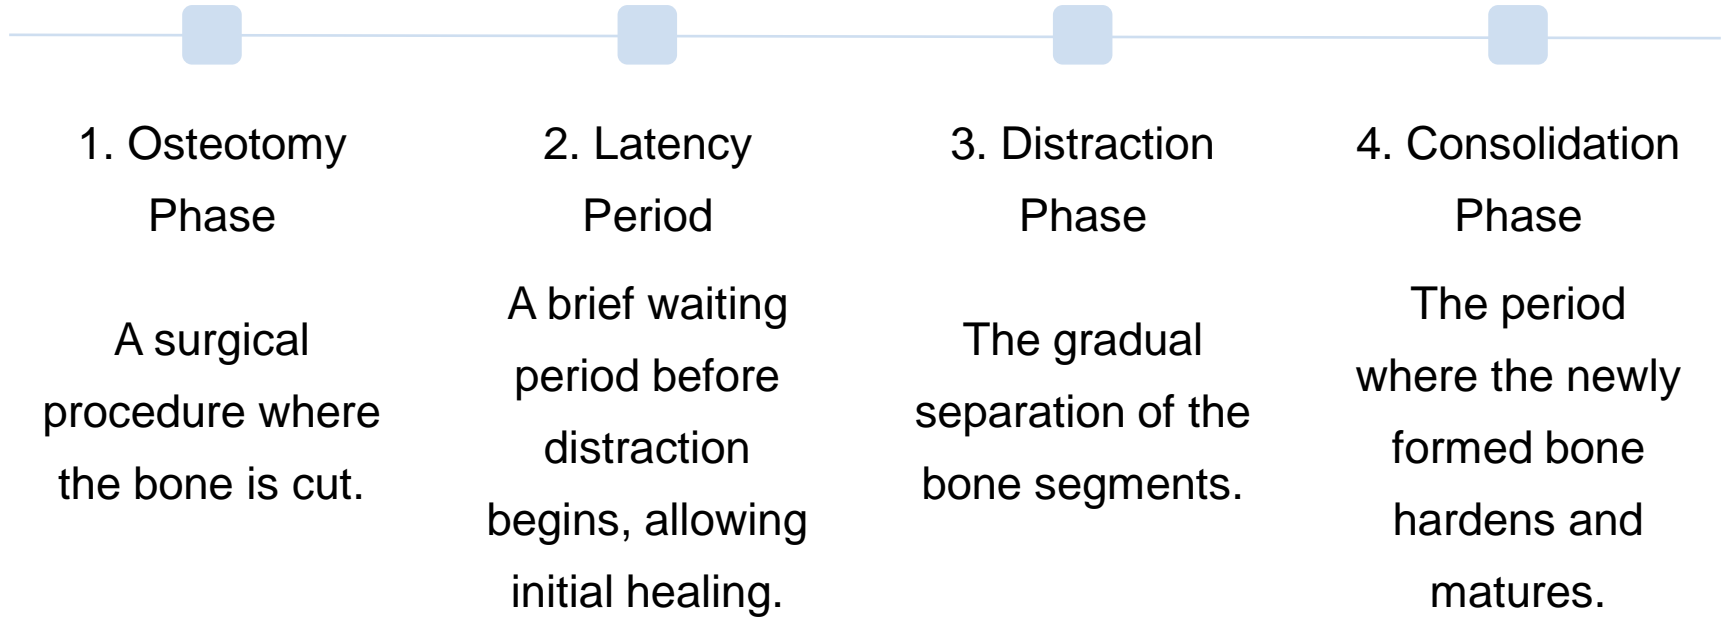 1. Osteotomy
Phase
A surgical
procedure where
the bone is cut.
2. Latency
Period
A brief waiting
period before
distraction
begins, allowing
initial healing.
3. Distraction
Phase
The gradual
separation of the
bone segments.
4. Consolidation
Phase
The period
where the newly
formed bone
hardens and
matures.